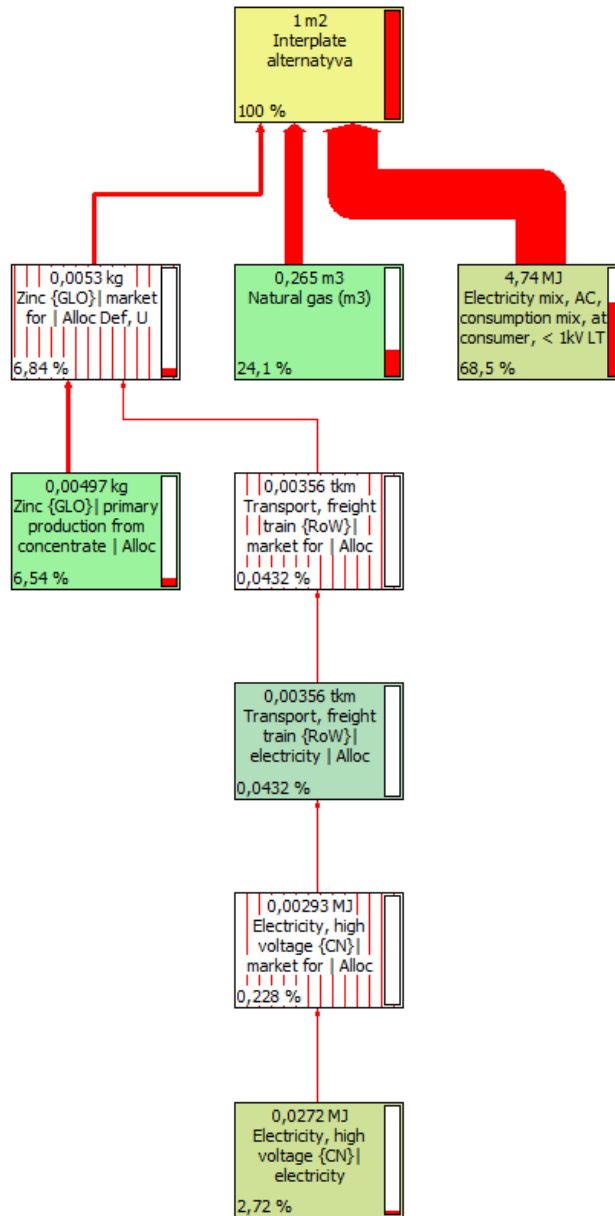 1 m2
Interplate
alternatyva
100 %
0,0053 kg
Zinc {GLO}| market
for | Alloc Def, U
6,84 %
0,265 m3
Natural gas (m3)
24,1 %
4,74 MJ
Electricity mix, AC,
consumption mix, at
consumer, < 1kV LT
68,5 %
0,00497 kg
Zinc {GLO}| primary
production from
concentrate | Alloc
6,54 %
0,00356 tkm
Transport, freight
train {RoW}|
market for | Alloc
0,0432 %
0,00356 tkm
Transport, freight
train {RoW}|
electricity | Alloc
0,0432 %
0,00293 MJ
Electricity, high
voltage {CN}|
market for | Alloc
0,228 %
0,0272 MJ
Electricity, high
voltage {CN}|
electricity
2,72 %